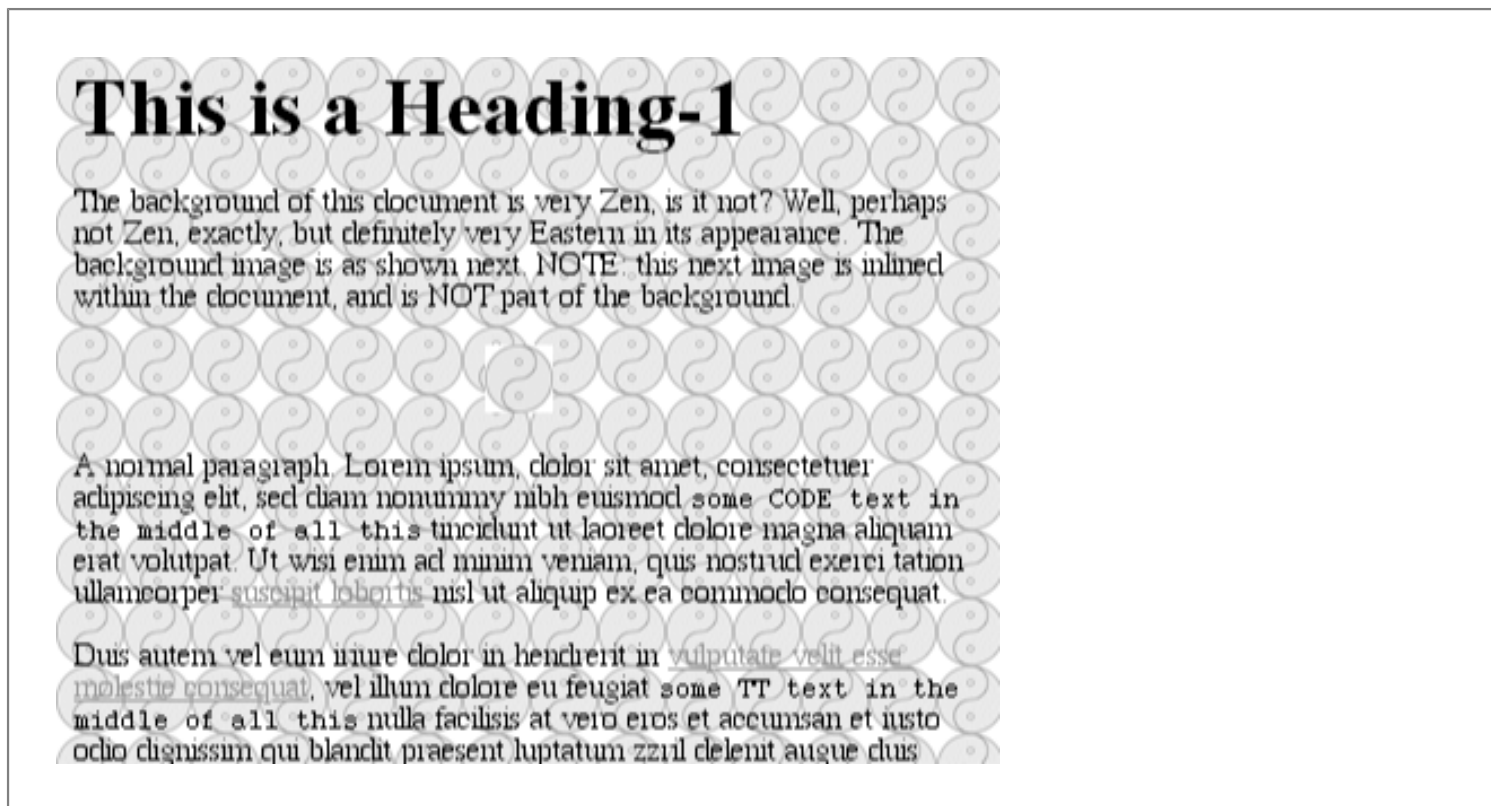 This is a Heading-1
The background of this document is very Zen, is it not? Well, perhaps
not Zen, exactly, but definitely very Eastern in its appearance. The
background image is as shown next. NOTE: this next image is inlined
within the document, and is NOT part of the background.
A normal paragraph. Lorem ipsum, dolor sit amet, consectetuer
adipiscing elit, sed diam nonummy nibh euismod some CODE text in
the middle of all this tincidunt ut laoreet dolore magna aliquam
erat volutpat. Ut wisi enim ad minim veniam, quis nostrud exerci tation
ullamcorper suscipit lobortis nisl ut aliquip ex ea commodo consequat.
Duis autem vel eum iriure dolor in hendrerit in vulputate velit esse
molestie consequat, vel illum dolore eu feugiat some TT text in the
middle of all this nulla facilisis at vero eros et accumsan et iusto
odio dignissim qui blandit praesent luptatum zzril delenit augue duis